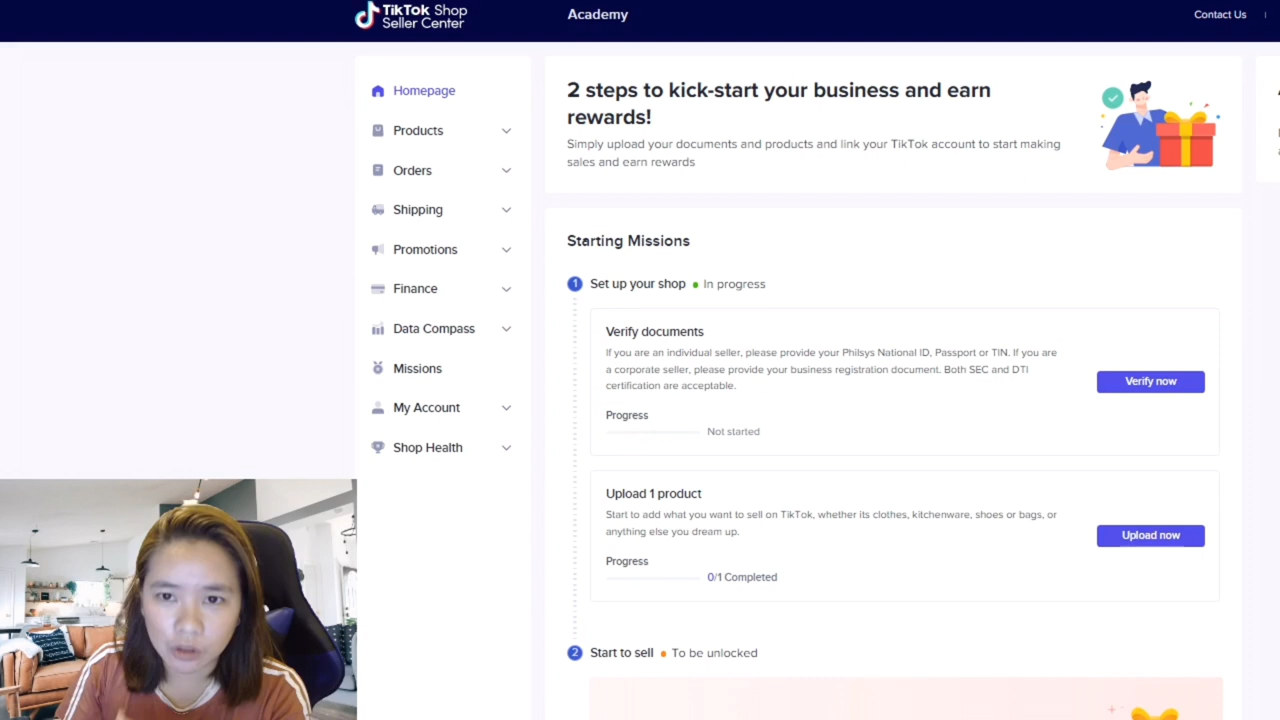 TikTok Shop
Seller Center
Academy
Contact Us
Homepage
Products
Orders
Shipping
Promotions
Finance
Data Compass
Missions
My Account
Shop Health
2 steps to kick-start your business and earn
rewards!
Simply upload your documents and products and link your TikTok account to start making
sales and earn rewards
Starting Missions
1 Set up your shop In progress
Verify documents
If you are an individual seller, please provide your Philsys National ID, Passport or TIN. If you are
a corporate seller, please provide your business registration document. Both SEC and DTI
certification are acceptable.
Verify now
Progress
Not started
Upload 1 product
Start to add what you want to sell on TikTok, whether its clothes, kitchenware, shoes or bags, or
anything else you dream up.
Upload now
Progress
0/1 Completed
2 Start to sell To be unlocked